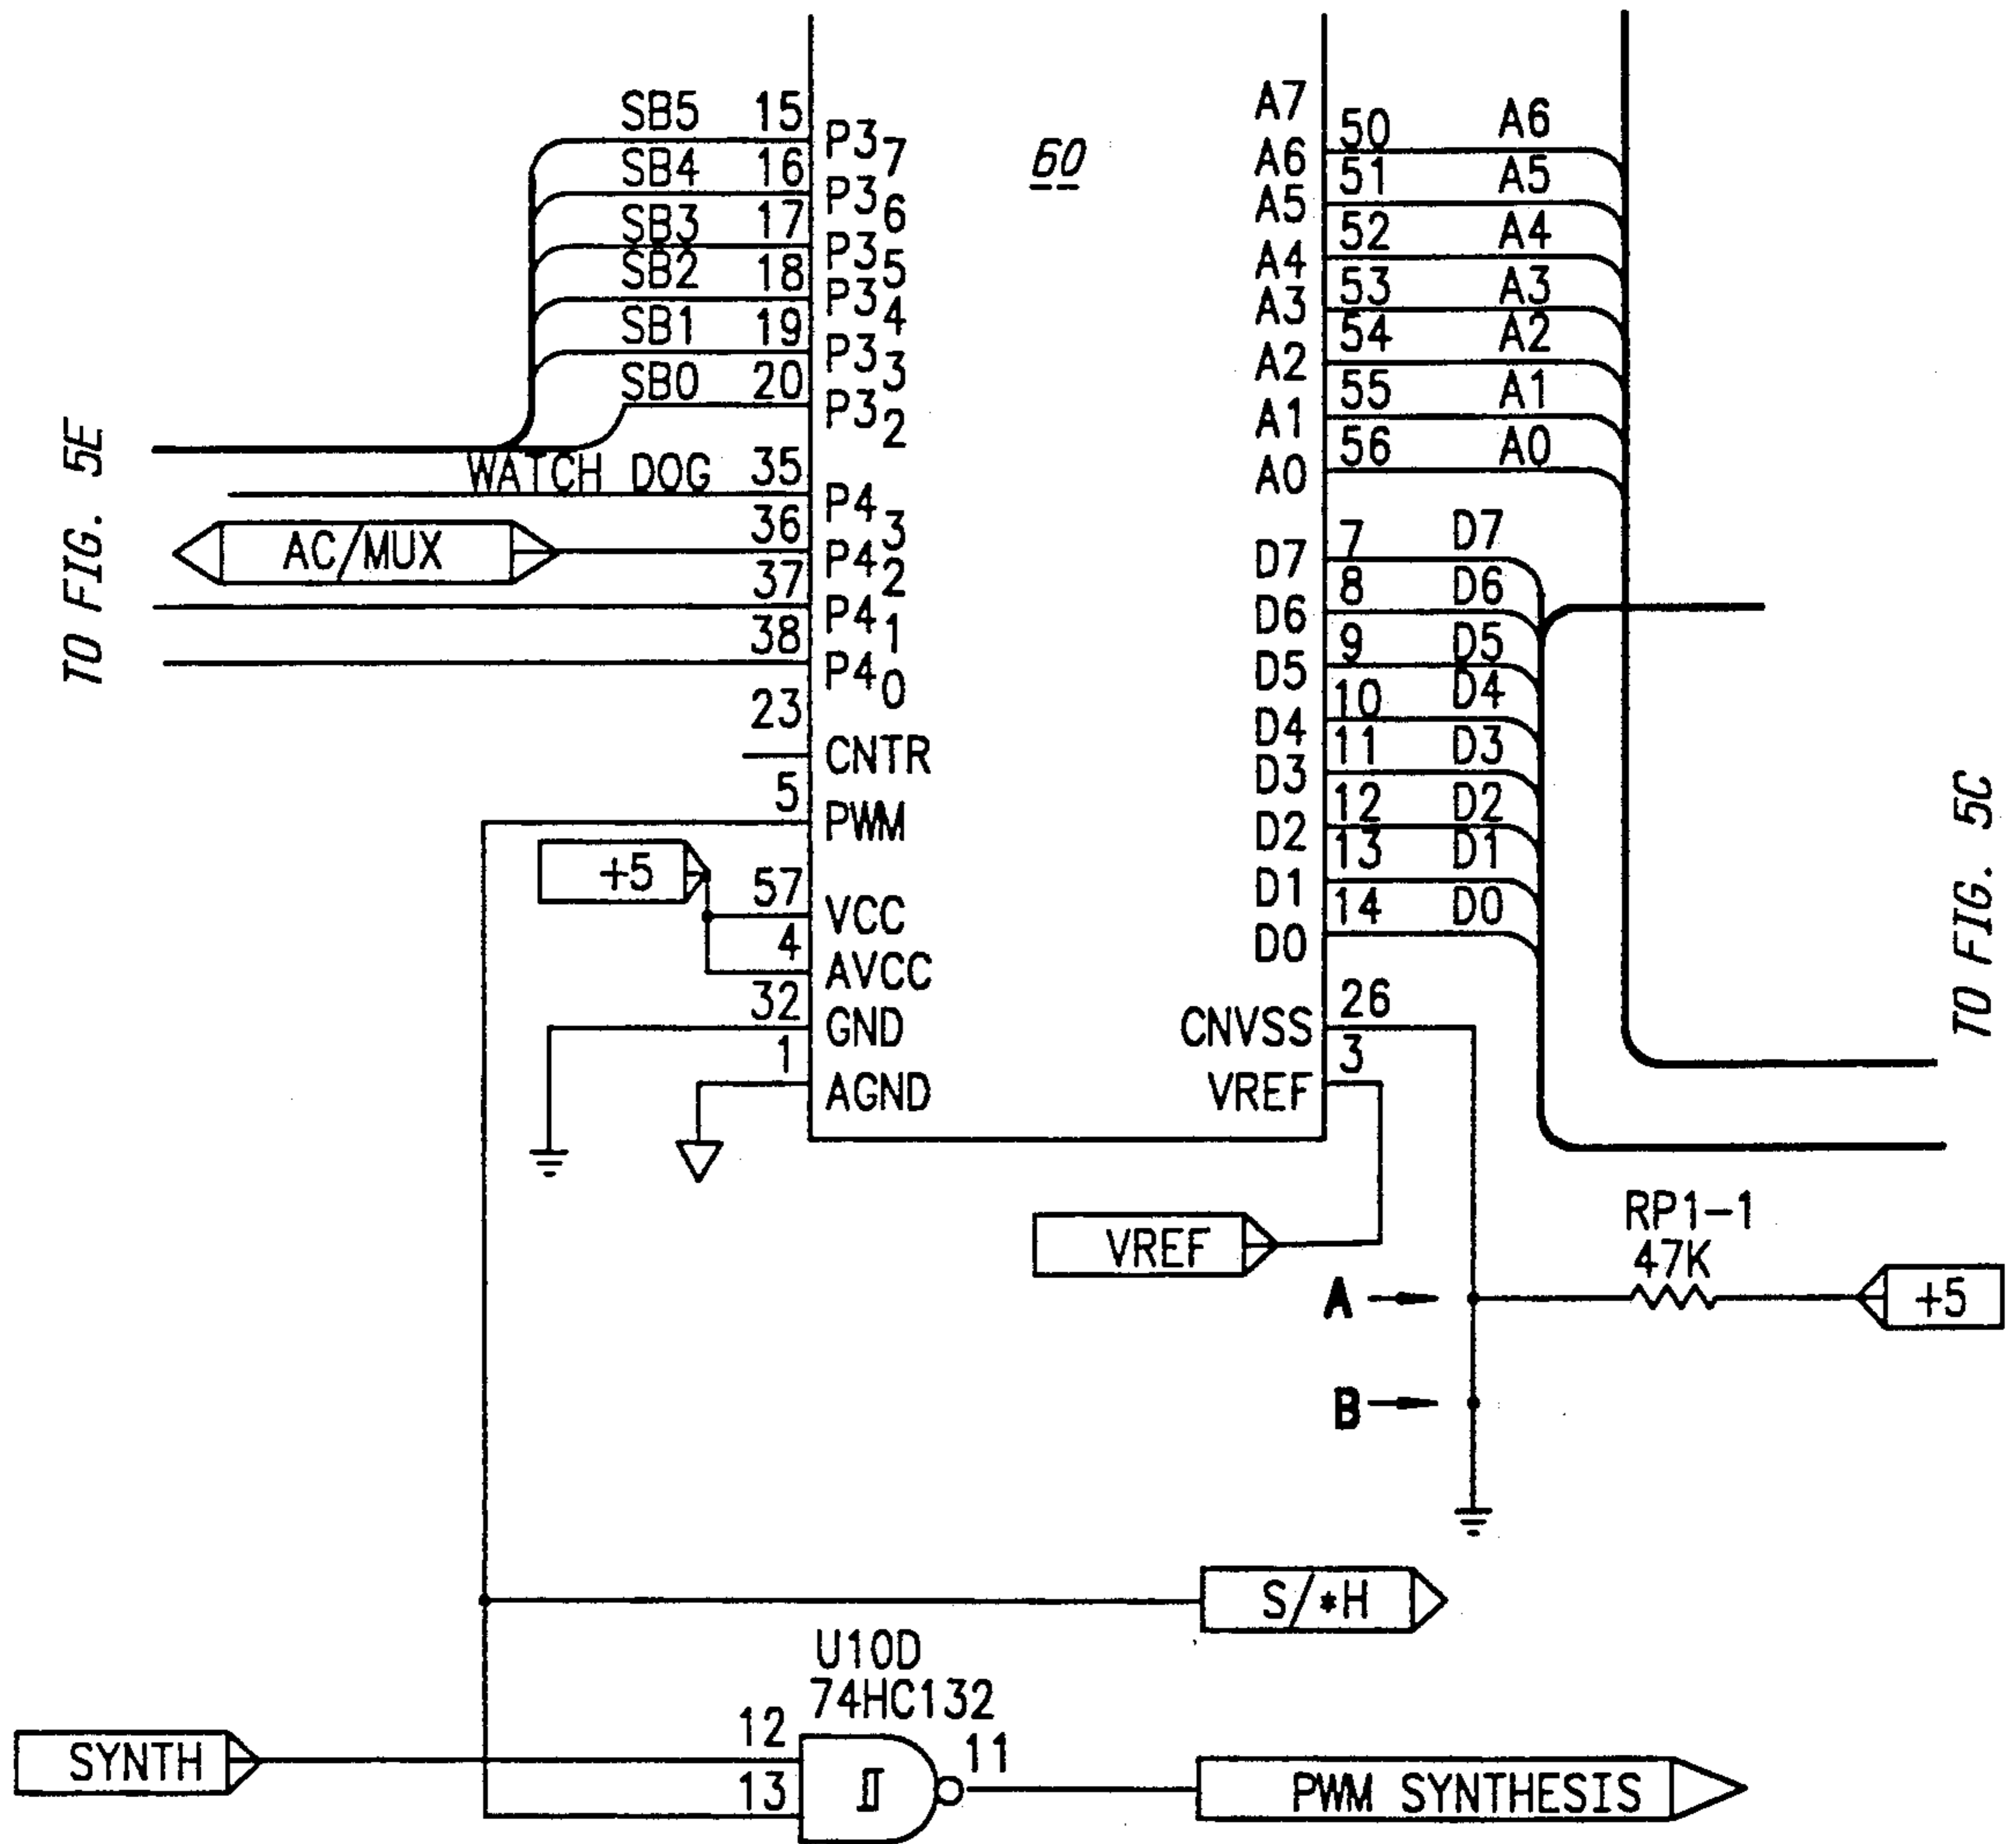 SB5 15 P37
SB4 16 P36
SB3 17 P35
SB2 18 P34
SB1 19 P33
SB0 20 P32
WATCH DOG 35 P43
AC/MUX 36 P42
37 P41
38 P40
23 CNTR
5 PWM
+5
57 VCC
4 AVCC
32 GND
1 AGND
TO FIG. 5E
60
A7
A6 50 A6
A5 51 A5
A4 52 A4
A3 53 A3
A2 54 A2
A1 55 A1
A0 56 A0
D7 7 D7
D6 8 D6
D5 9 D5
D4 10 D4
D3 11 D3
D2 12 D2
D1 13 D1
D0 14 D0
CNVSS 26
VREF 3
TO FIG. 5C
VREF
RP1-1
47K
A
+5
B
S/*H
U10D
74HC132
SYNTH
12
13
11
PWM SYNTHESIS